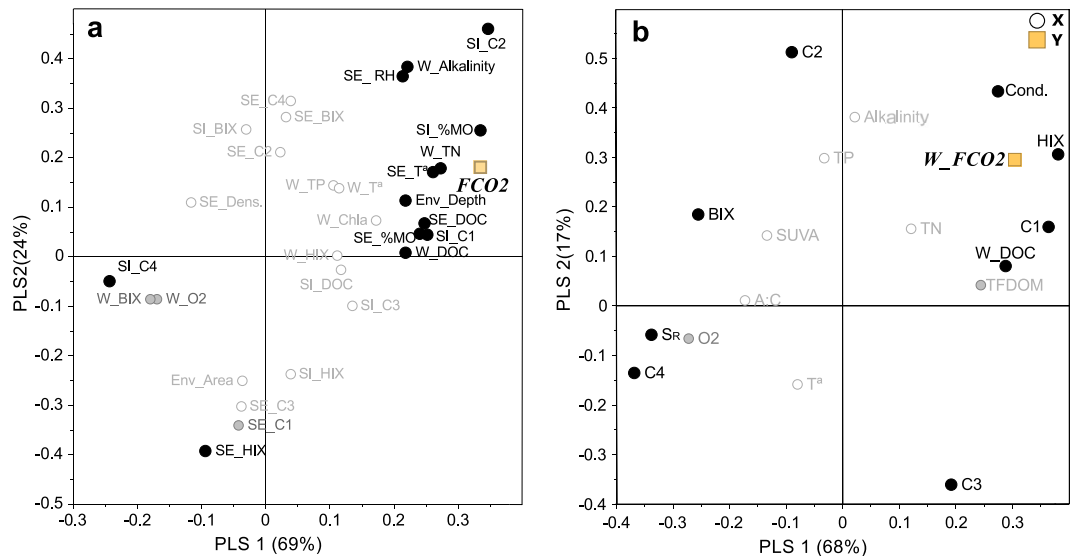 a
0.4
0.3
0.2
0.1
0
-0.1
-0.2
-0.3
-0.4
-0.5
PLS2(24%)
SI_C2
W_Alkalinity
SE_ RH
SE_C4
SE_BIX
SI_BIX
SI_%MO
SE_C2
W_TN
SE_Tª
FCO2
W_TP
W_Tª
Env_Depth
SE_Dens.
W_Chla
SE_DOC
SE_%MO
SI_C1
W_HIX
W_DOC
SI_C4
SI_DOC
W_BIX
W_O2
SI_C3
Env_Area
SI_HIX
SE_C3
SE_C1
SE_HIX
-0.3
-0.2
-0.1
0
0.1
0.2
0.3
PLS 1 (69%)
b
X
Y
0.5
0.4
0.3
0.2
0.1
0
-0.1
-0.2
-0.3
-0.4
PLS 2(17%)
C2
Cond.
Alkalinity
HIX
TP
W_FCO2
BIX
C1
SUVA
TN
W_DOC
TFDOM
A:C
SR
O2
C4
Tª
C3
-0.4
-0.3
-0.2
-0.1
0
0.1
0.2
0.3
PLS 1 (68%)